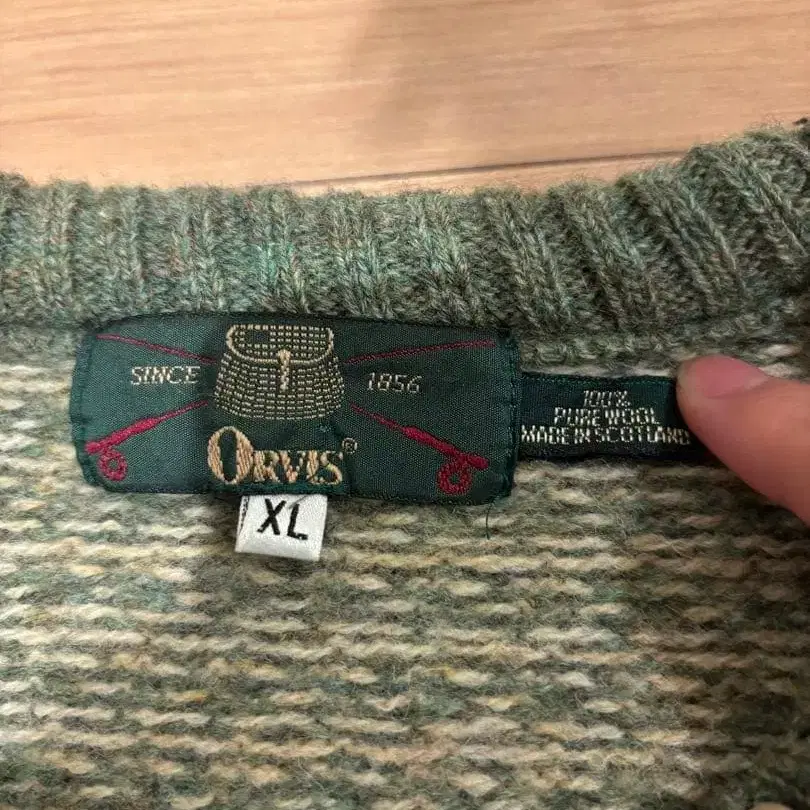 SINCE 1856
ORVIS®
XL
100%
PURE WOOL
MADE IN SCOTLAND